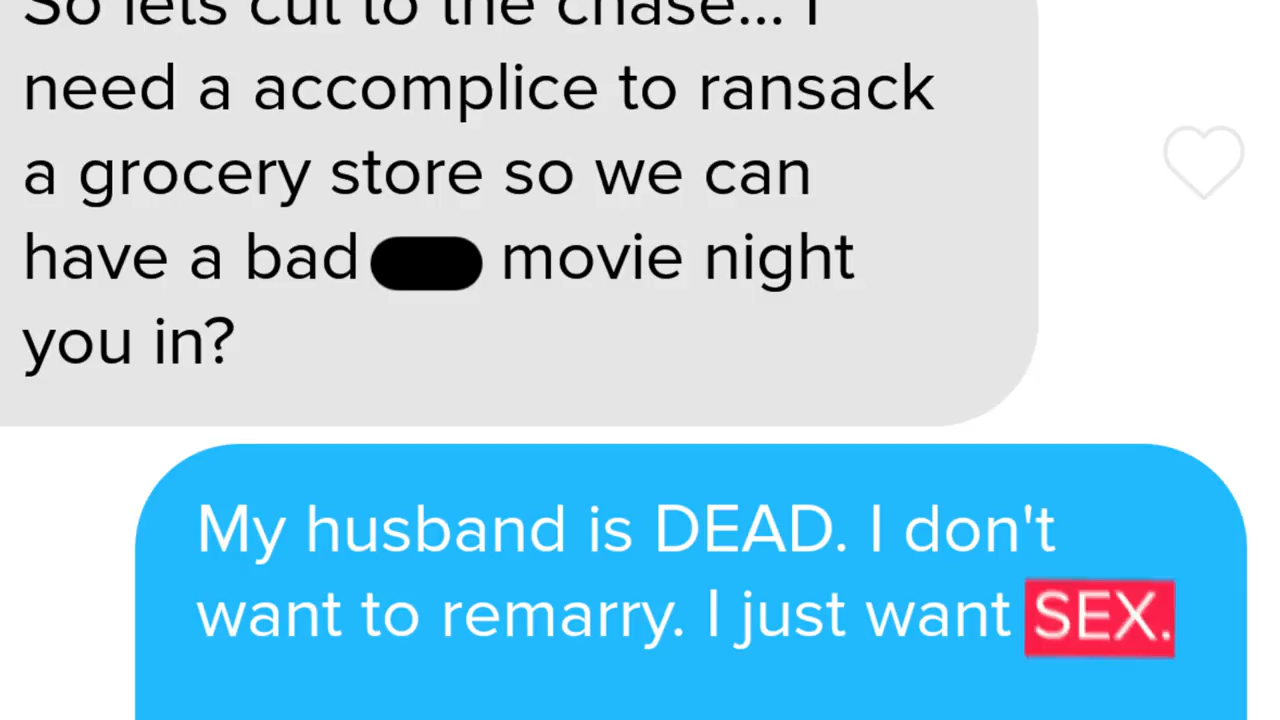 So lets cut to the chase... I
need a accomplice to ransack
a grocery store so we can
have a bad movie night
you in?
My husband is DEAD. I don't
want to remarry. I just want SEX.